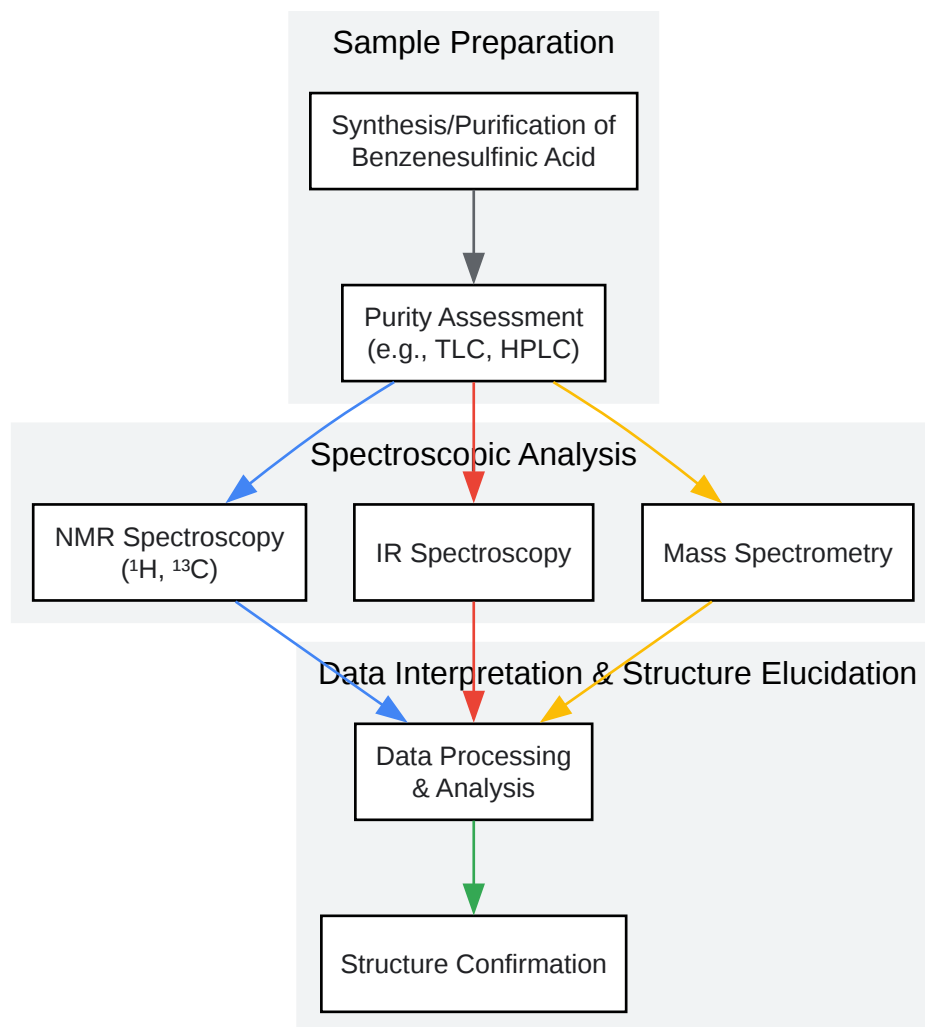 Sample Preparation
Synthesis/Purification of
Benzenesulfinic Acid
Purity Assessment
(e.g., TLC, HPLC)
Spectroscopic Analysis
NMR Spectroscopy
(¹H, ¹³C)
IR Spectroscopy
Mass Spectrometry
Data Interpretation & Structure Elucidation
Data Processing
& Analysis
Structure Confirmation